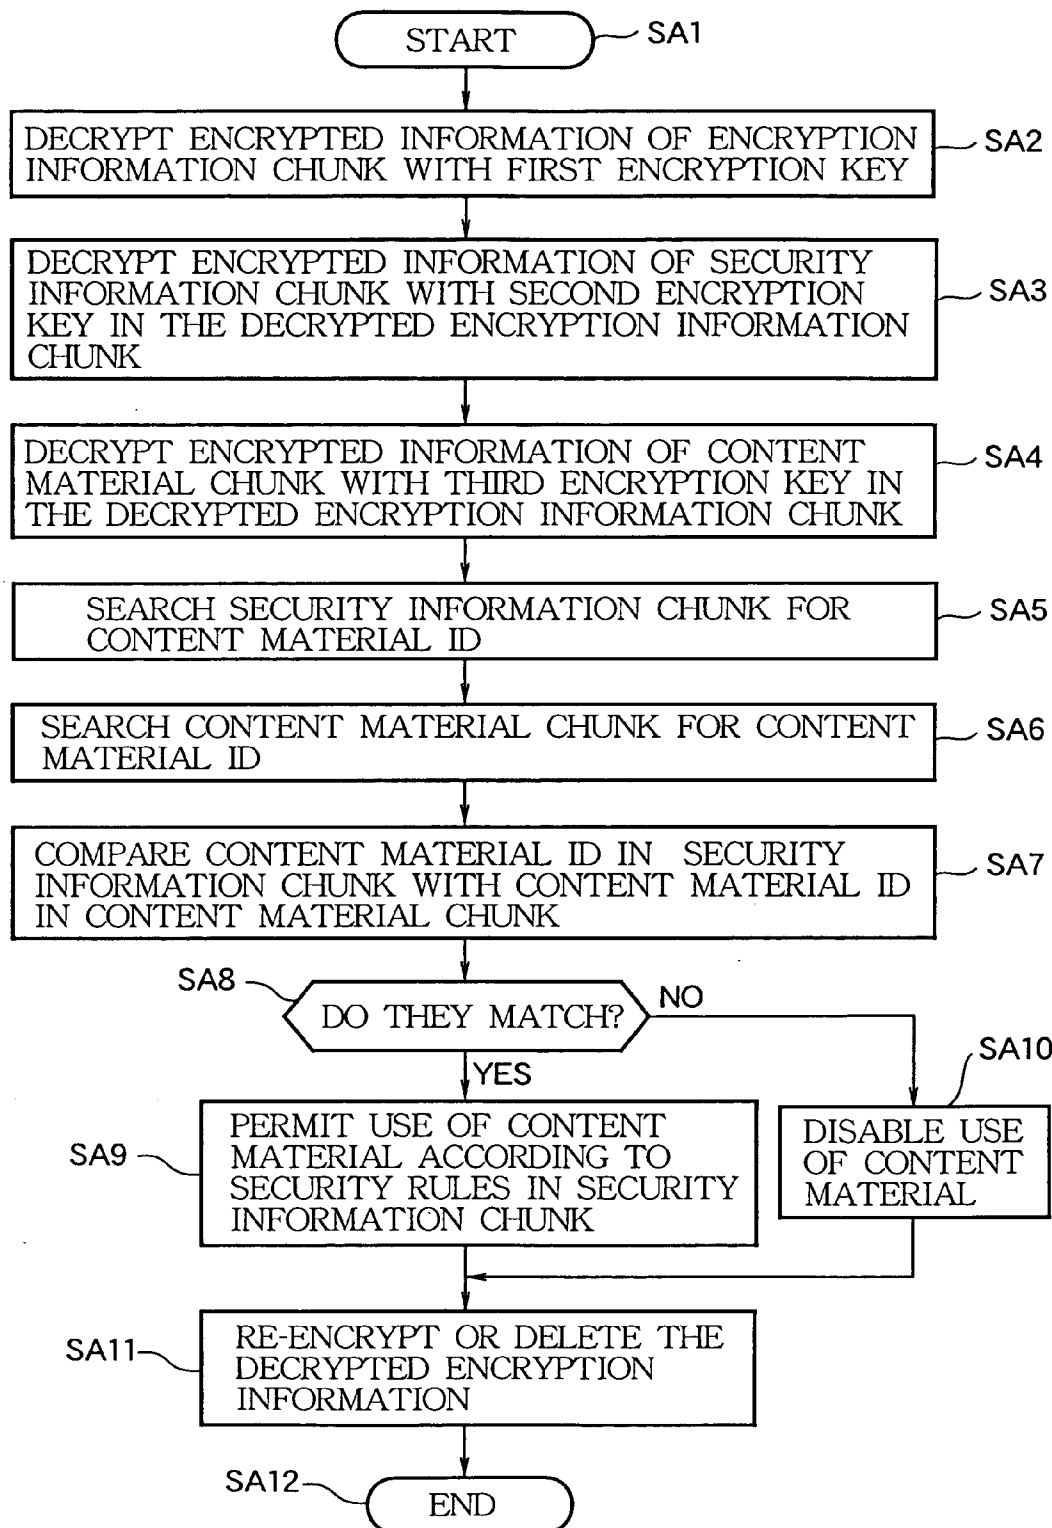 START
SA1
DECRYPT ENCRYPTED INFORMATION OF ENCRYPTION
INFORMATION CHUNK WITH FIRST ENCRYPTION KEY
SA2
DECRYPT ENCRYPTED INFORMATION OF SECURITY
INFORMATION CHUNK WITH SECOND ENCRYPTION
KEY IN THE DECRYPTED ENCRYPTION INFORMATION
CHUNK
SA3
DECRYPT ENCRYPTED INFORMATION OF CONTENT
MATERIAL CHUNK WITH THIRD ENCRYPTION KEY IN
THE DECRYPTED ENCRYPTION INFORMATION CHUNK
SA4
SEARCH SECURITY INFORMATION CHUNK FOR
CONTENT MATERIAL ID
SA5
SEARCH CONTENT MATERIAL CHUNK FOR CONTENT
MATERIAL ID
SA6
COMPARE CONTENT MATERIAL ID IN SECURITY
INFORMATION CHUNK WITH CONTENT MATERIAL ID
IN CONTENT MATERIAL CHUNK
SA7
SA8
DO THEY MATCH?
NO
YES
SA10
SA9
PERMIT USE OF CONTENT
MATERIAL ACCORDING TO
SECURITY RULES IN SECURITY
INFORMATION CHUNK
DISABLE USE
OF CONTENT
MATERIAL
SA11
RE-ENCRYPT OR DELETE THE
DECRYPTED ENCRYPTION
INFORMATION
SA12
END